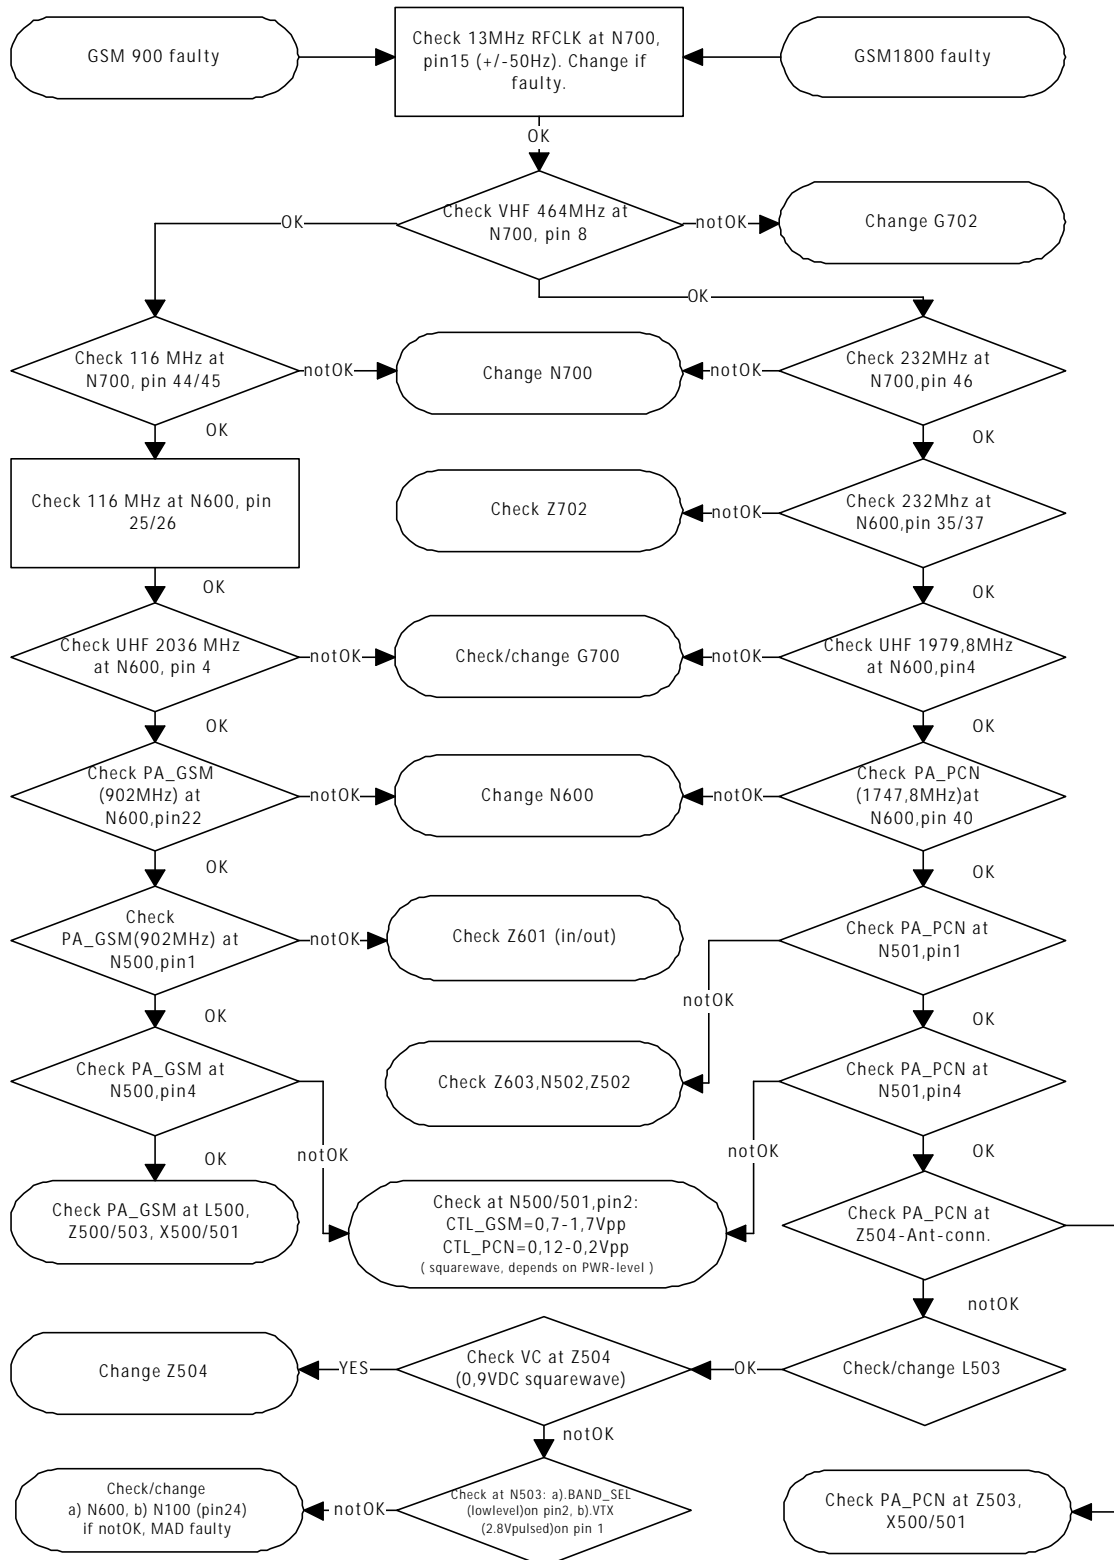 GSM 900 faulty
Check 13MHz RFCLK at N700,
pin15 (+/-50Hz). Change if
faulty.
GSM1800 faulty
OK
Check VHF 464MHz at
N700, pin 8
OK
notOK
Change G702
OK
Check 116 MHz at
N700, pin 44/45
notOK
Change N700
notOK
Check 232MHz at
N700,pin 46
OK
OK
Check 116 MHz at N600, pin
25/26
Check Z702
notOK
Check 232Mhz at
N600,pin 35/37
OK
OK
Check UHF 2036 MHz
at N600, pin 4
notOK
Check/change G700
notOK
Check UHF 1979,8MHz
at N600,pin4
OK
OK
Check PA_GSM
(902MHz) at
N600,pin22
notOK
Change N600
notOK
Check PA_PCN
(1747,8MHz)at
N600,pin 40
OK
OK
Check
PA_GSM(902MHz) at
N500,pin1
notOK
Check Z601 (in/out)
Check PA_PCN at
N501,pin1
notOK
OK
OK
Check PA_GSM at
N500,pin4
Check Z603,N502,Z502
Check PA_PCN at
N501,pin4
OK
notOK
notOK
OK
Check PA_GSM at L500,
Z500/503, X500/501
Check at N500/501,pin2:
CTL_GSM=0,7-1,7Vpp
CTL_PCN=0,12-0,2Vpp
( squarewave, depends on PWR-level )
Check PA_PCN at
Z504-Ant-conn.
notOK
Change Z504
YES
Check VC at Z504
(0,9VDC squarewave)
OK
Check/change L503
notOK
Check/change
a) N600, b) N100 (pin24)
if notOK, MAD faulty
notOK
Check at N503: a).BAND_SEL
(lowlevel)on pin2, b).VTX
(2.8Vpulsed)on pin 1
Check PA_PCN at Z503,
X500/501